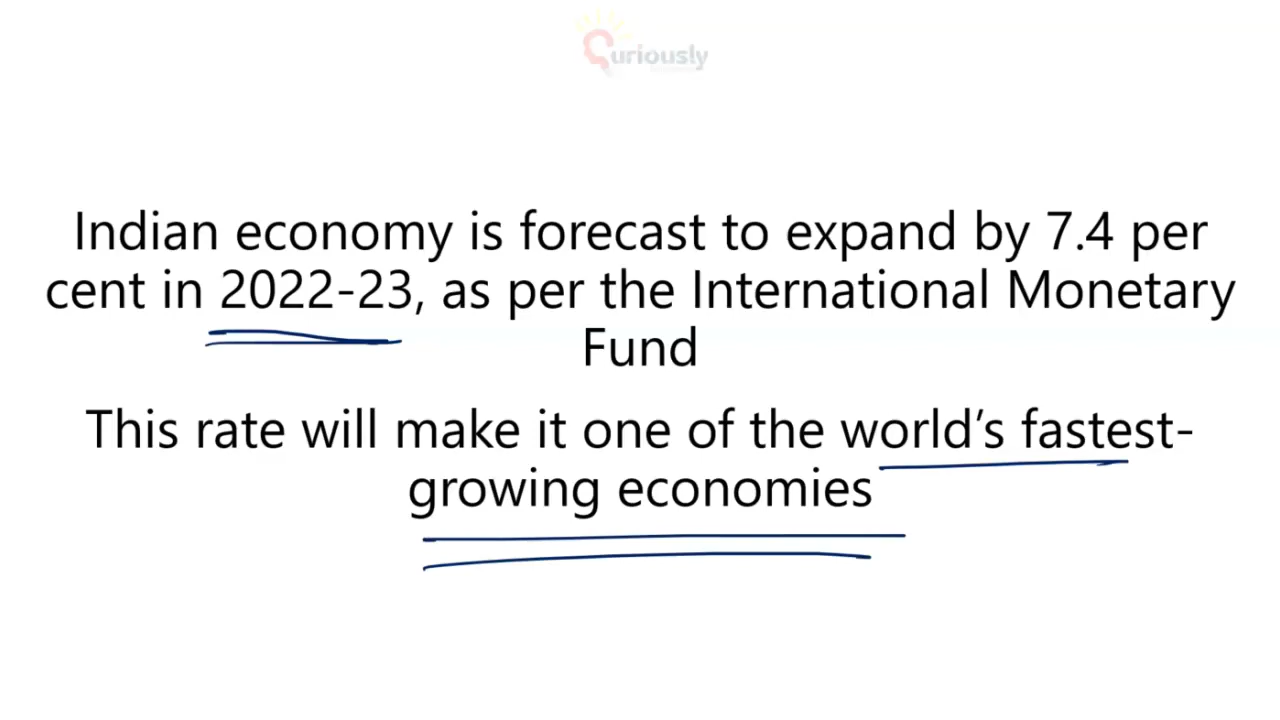 Curiously
Indian economy is forecast to expand by 7.4 per
cent in 2022-23, as per the International Monetary
Fund
This rate will make it one of the world’s fastest-
growing economies